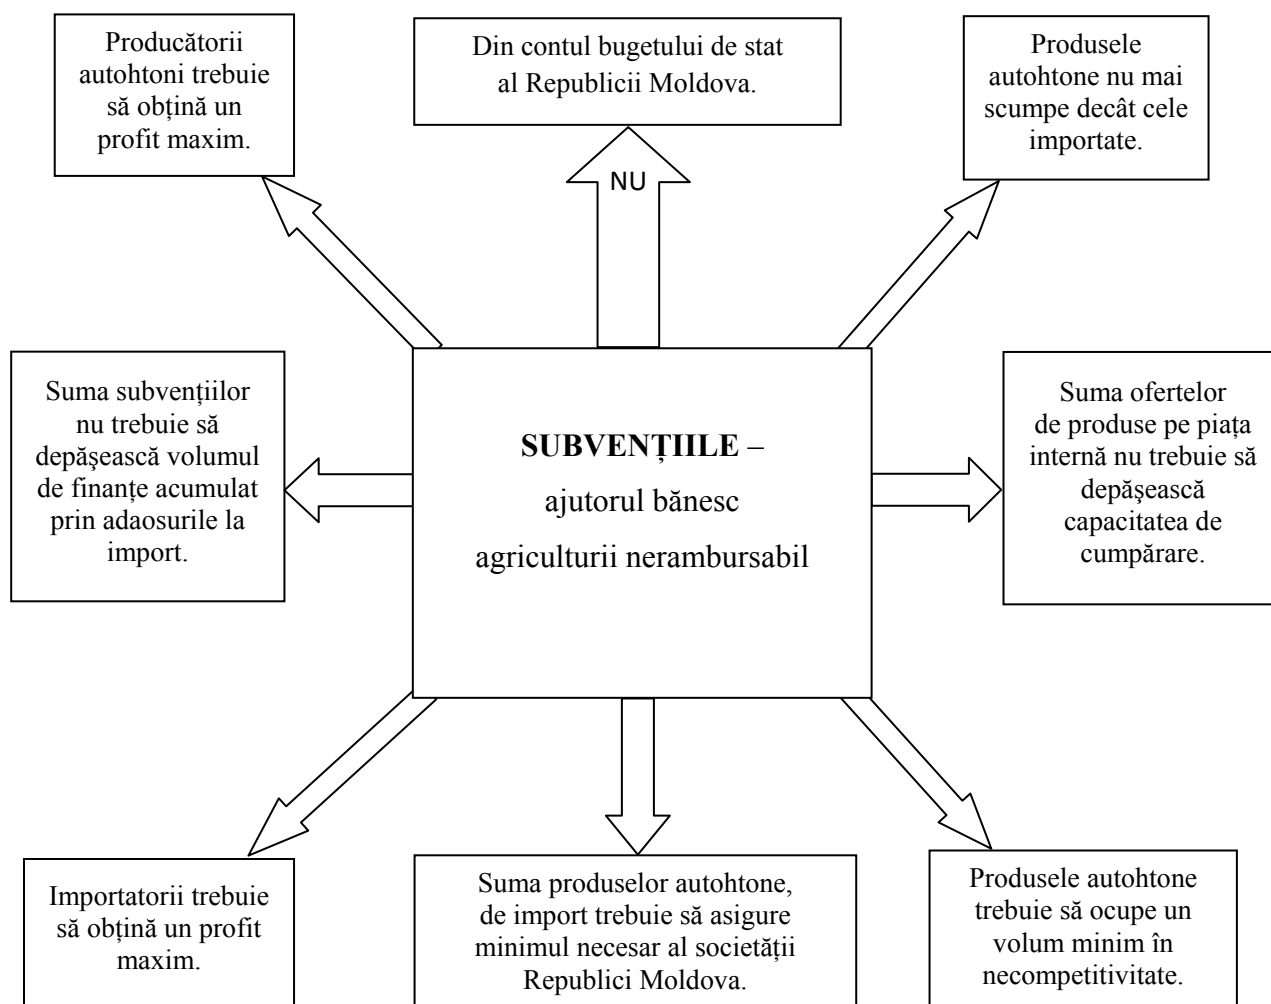 Producătorii
autohtoni trebuie
să obțină un
profit maxim.
Din contul bugetului de stat
al Republicii Moldova.
Produsele
autohtone nu mai
scumpe decât cele
importate.
NU
Suma subvențiilor
nu trebuie să
depăşească volumul
de finanțe acumulat
prin adaosurile la
import.
SUBVENȚIILE –
ajutorul bănesc
agriculturii nerambursabil
Suma ofertelor
de produse pe piața
internă nu trebuie să
depăşească
capacitatea de
cumpărare.
Importatorii trebuie
să obțină un profit
maxim.
Suma produselor autohtone,
de import trebuie să asigure
minimul necesar al societății
Republici Moldova.
Produsele autohtone
trebuie să ocupe un
volum minim în
necompetitivitate.